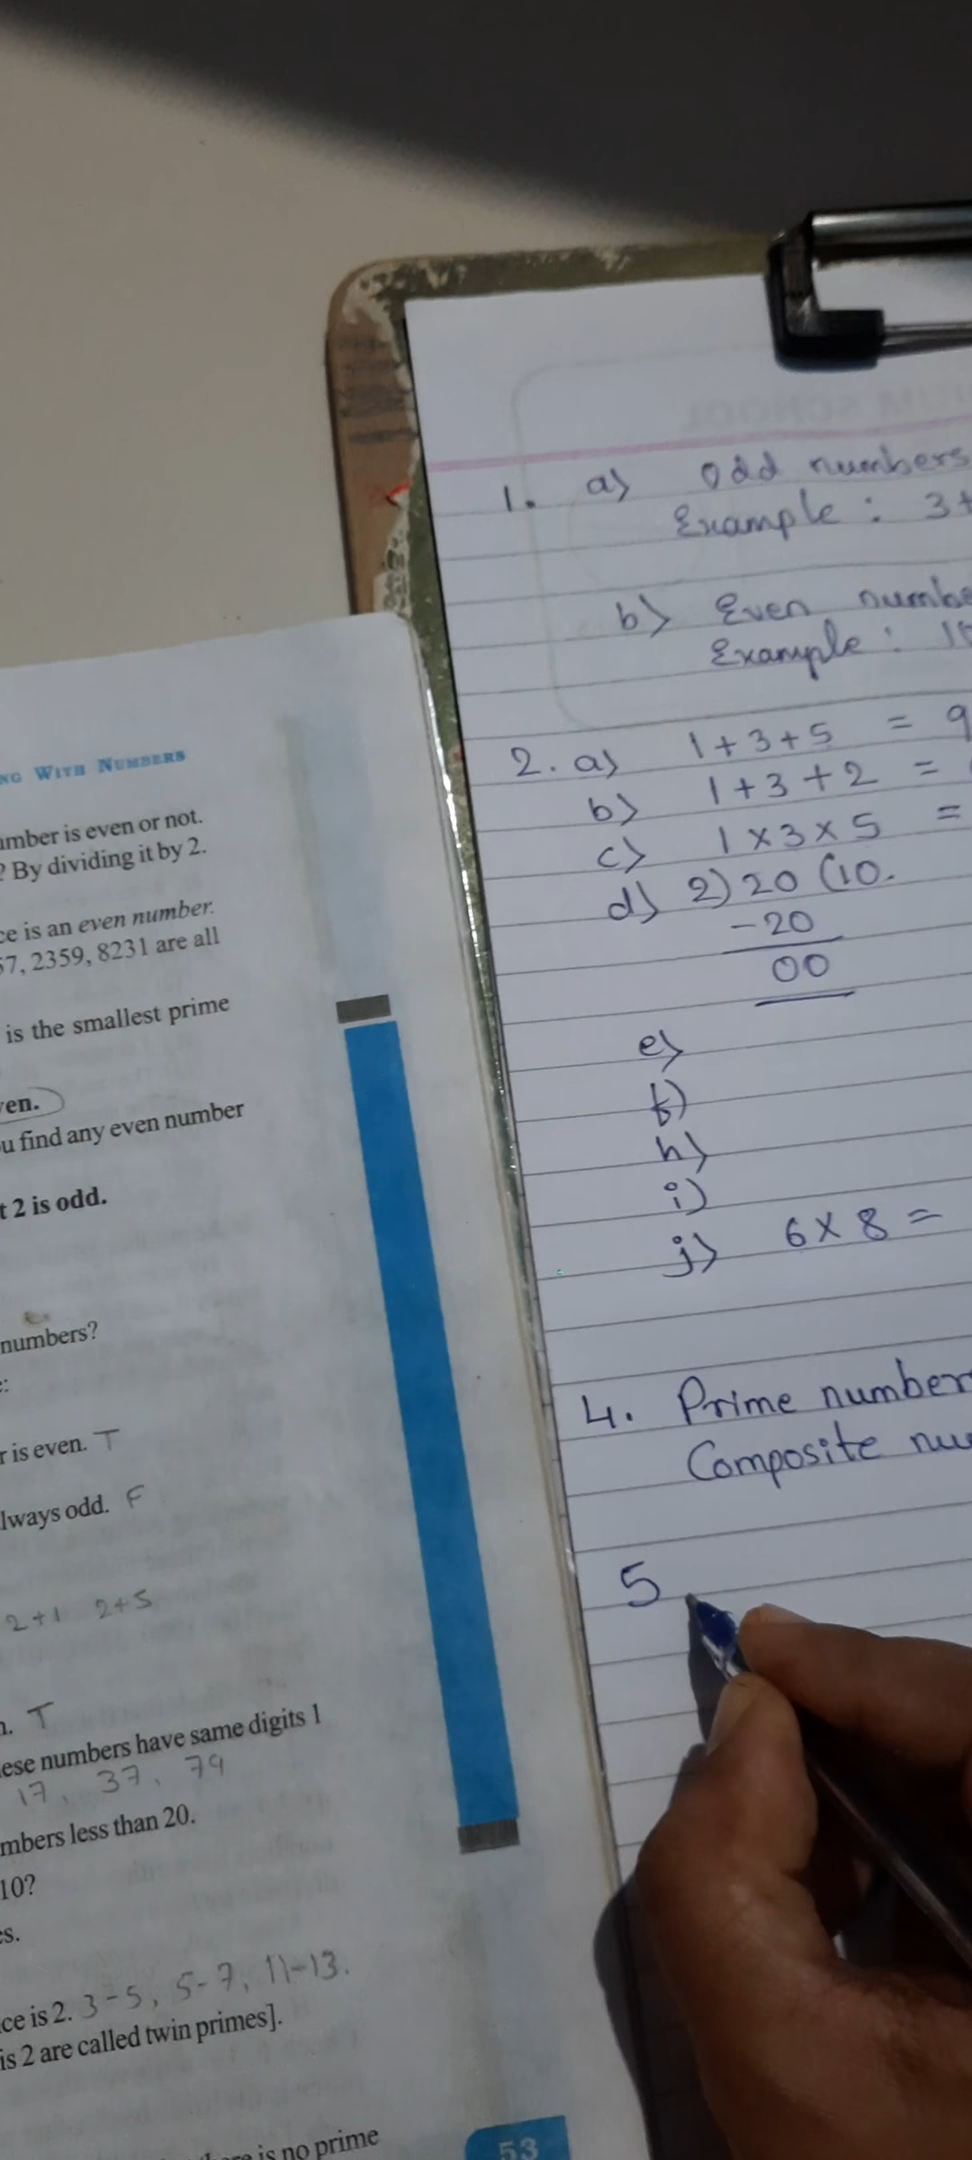 WITH NUMBERS
number is even or not.
? By dividing it by 2.
is an even number.
57, 2359, 8231 are all
is the smallest prime
en.
u find any even number
t 2 is odd.
numbers?
:
r is even. T
lways odd. F
2+1 2+5
n. T
ese numbers have same digits 1
17, 37, 79
mbers less than 20.
10?
es.
ce is 2. 3-5, 5-7, 11-13.
is 2 are called twin primes].
is no prime
53
1. a) Odd numbers
Example : 3+
b) Even numbe
Example : 1
2. a) 1+3+5 = 9
b) 1+3+2 =
c) 1×3×5 =
d) 2)20(10.
-20
00
e)
f)
h)
i)
j) 6×8 =
4. Prime number
Composite nu
5